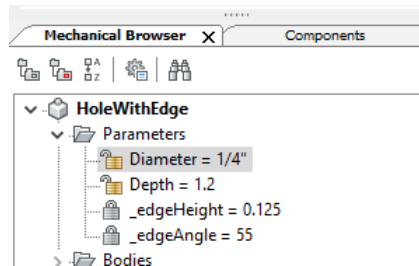 Mechanical Browser X Components
HoleWithEdge
Parameters
Diameter = 1/4"
Depth = 1.2
_edgeHeight = 0.125
_edgeAngle = 55
Bodies